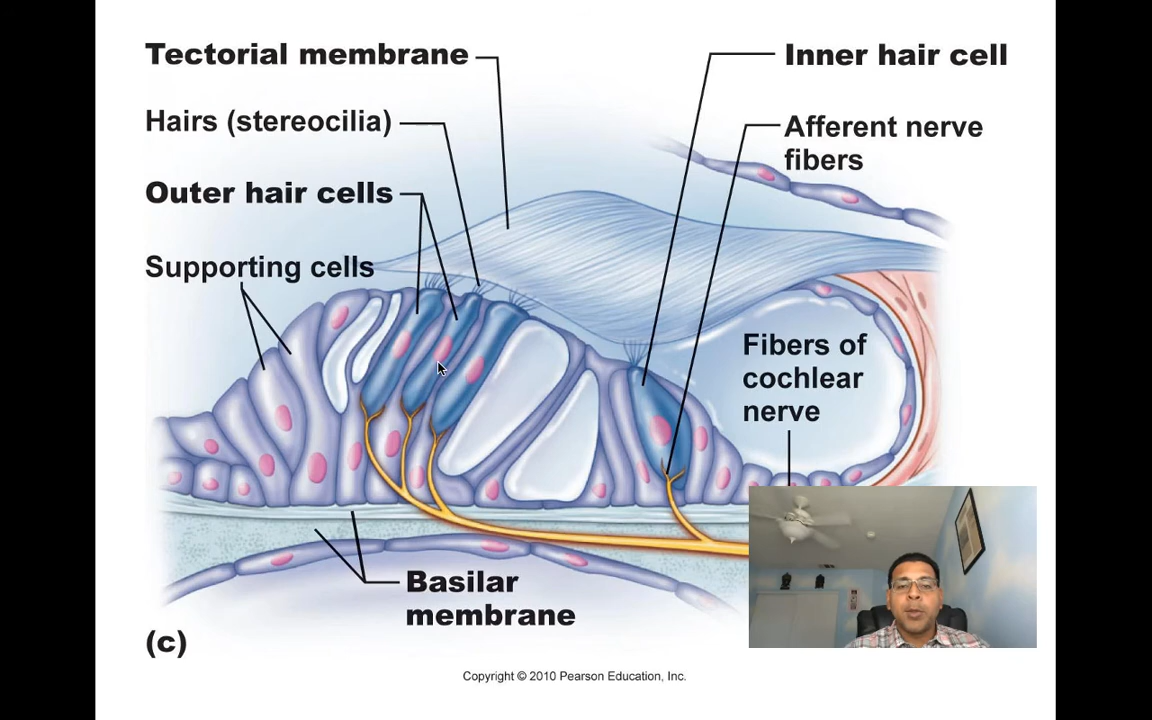 Tectorial membrane
Hairs (stereocilia)
Outer hair cells
Supporting cells
Inner hair cell
Afferent nerve
fibers
Fibers of
cochlear
nerve
Basilar
membrane
(c)
Copyright © 2010 Pearson Education, Inc.